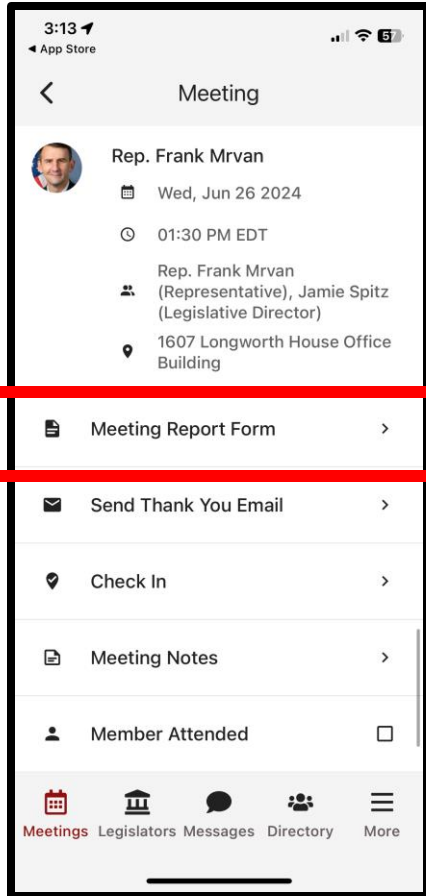 3:13
57
◄ App Store
Meeting
Rep. Frank Mrvan
Wed, Jun 26 2024
01:30 PM EDT
Rep. Frank Mrvan
(Representative), Jamie Spitz
(Legislative Director)
1607 Longworth House Office
Building
Meeting Report Form
Send Thank You Email
Check In
Meeting Notes
Member Attended
Meetings Legislators Messages Directory More